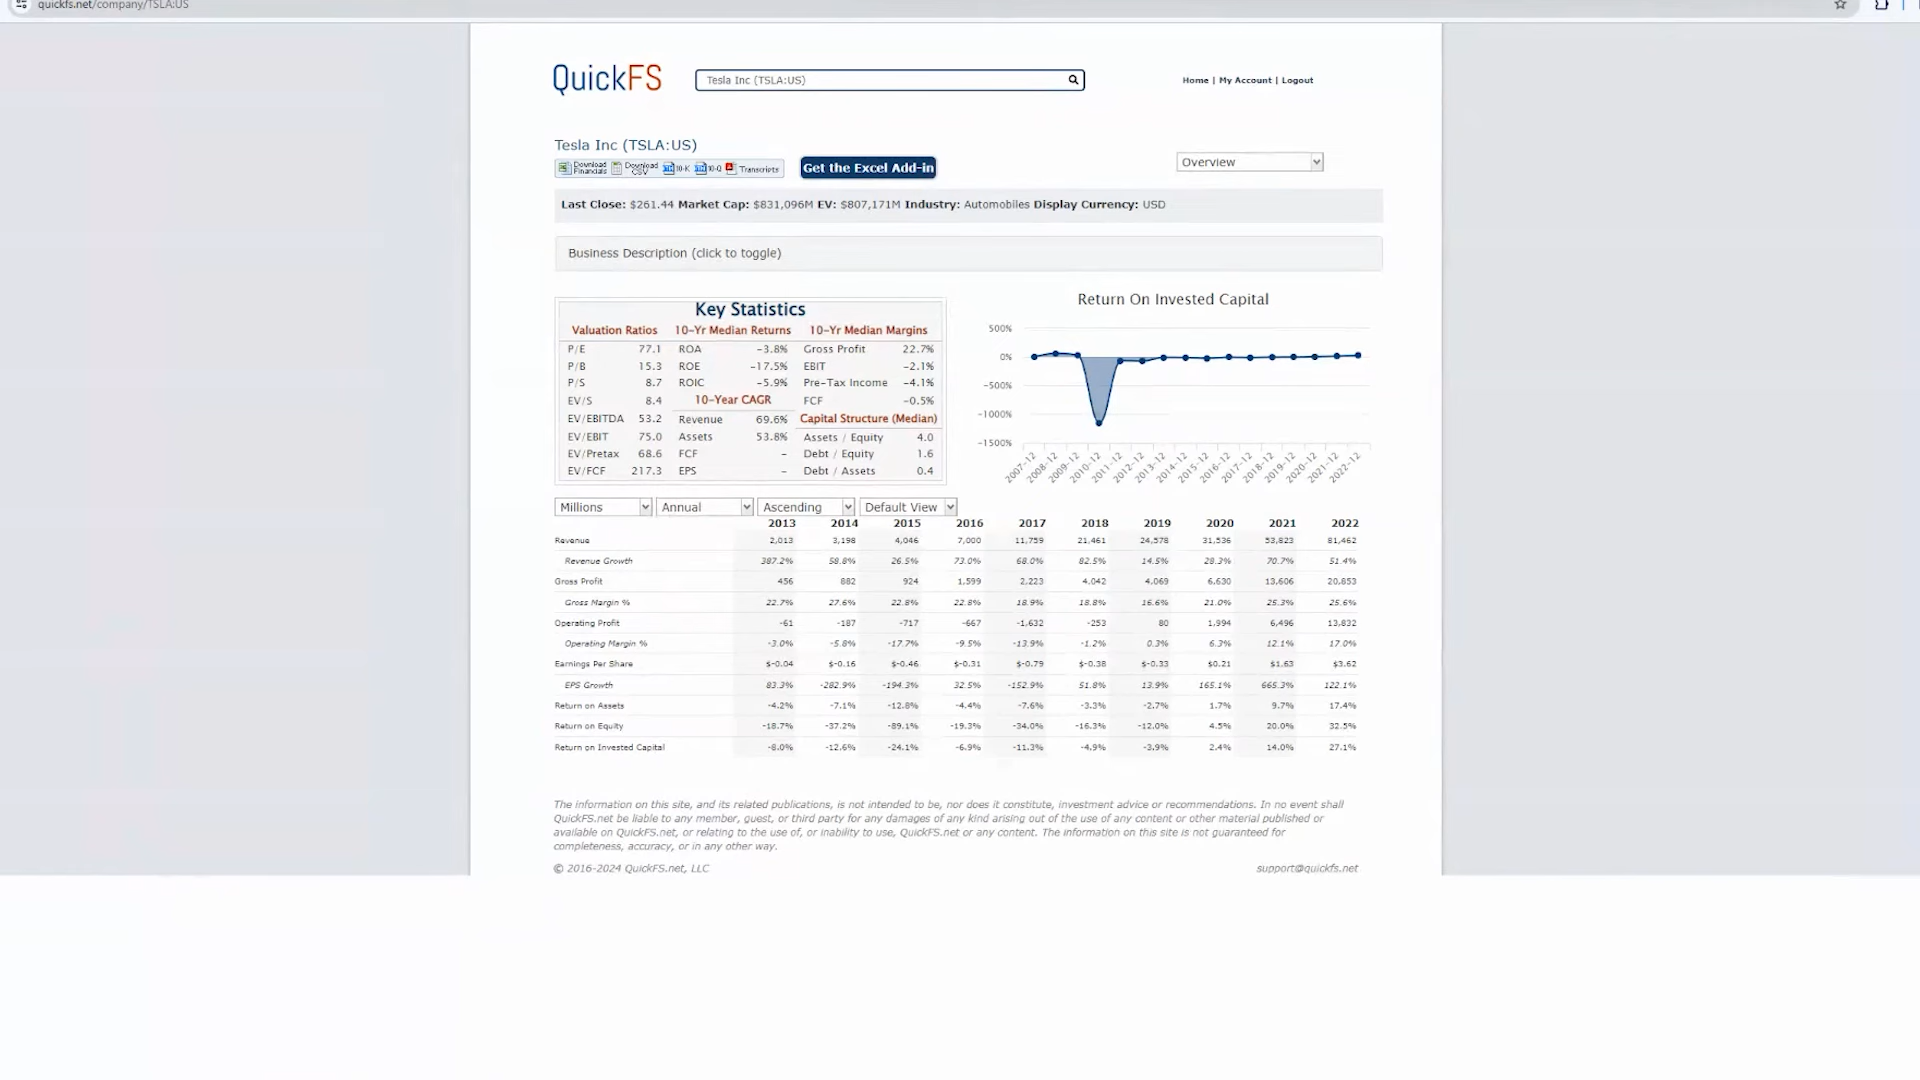 quickfs.net/company/TSLA:US
QuickFS
Tesla Inc (TSLA:US)
Home | My Account | Logout
Tesla Inc (TSLA:US)
Download Financials Download CSV 10-K 10-Q Transcripts
Get the Excel Add-in
Overview
Last Close: $261.44 Market Cap: $831,096M EV: $807,171M Industry: Automobiles Display Currency: USD
Business Description (click to toggle)
Key Statistics
Valuation Ratios 10-Yr Median Returns 10-Yr Median Margins
P/E 77.1 ROA -3.8% Gross Profit 22.7%
P/B 15.3 ROE -17.5% EBIT -2.1%
P/S 8.7 ROIC -5.9% Pre-Tax Income -4.1%
EV/S 8.4 10-Year CAGR FCF -0.5%
EV/EBITDA 53.2 Revenue 69.6% Capital Structure (Median)
EV/EBIT 75.0 Assets 53.8% Assets / Equity 4.0
EV/Pretax 68.6 FCF - Debt / Equity 1.6
EV/FCF 217.3 EPS - Debt / Assets 0.4
Return On Invested Capital
500%
0%
-500%
-1000%
-1500%
2007-12 2008-12 2009-12 2010-12 2011-12 2012-12 2013-12 2014-12 2015-12 2016-12 2017-12 2018-12 2019-12 2020-12 2021-12 2022-12
Millions Annual Ascending Default View
2013 2014 2015 2016 2017 2018 2019 2020 2021 2022
Revenue 2,013 3,198 4,046 7,000 11,759 21,461 24,578 31,536 53,823 81,462
Revenue Growth 387.2% 58.8% 26.5% 73.0% 68.0% 82.5% 14.5% 28.3% 70.7% 51.4%
Gross Profit 456 882 924 1,599 2,223 4,042 4,069 6,630 13,606 20,853
Gross Margin % 22.7% 27.6% 22.8% 22.8% 18.9% 18.8% 16.6% 21.0% 25.3% 25.6%
Operating Profit -61 -187 -717 -667 -1,632 -253 80 1,994 6,496 13,832
Operating Margin % -3.0% -5.8% -17.7% -9.5% -13.9% -1.2% 0.3% 6.3% 12.1% 17.0%
Earnings Per Share $-0.04 $-0.16 $-0.46 $-0.31 $-0.79 $-0.38 $-0.33 $0.21 $1.63 $3.62
EPS Growth 83.3% -282.9% -194.3% 32.5% -152.9% 51.8% 13.9% 165.1% 665.3% 122.1%
Return on Assets -4.2% -7.1% -12.8% -4.4% -7.6% -3.3% -2.7% 1.7% 9.7% 17.4%
Return on Equity -18.7% -37.2% -89.1% -19.3% -34.0% -16.3% -12.0% 4.5% 20.0% 32.5%
Return on Invested Capital -8.0% -12.6% -24.1% -6.9% -11.3% -4.9% -3.9% 2.4% 14.0% 27.1%
The information on this site, and its related publications, is not intended to be, nor does it constitute, investment advice or recommendations. In no event shall
QuickFS.net be liable to any member, guest, or third party for any damages of any kind arising out of the use of any content or other material published or
available on QuickFS.net, or relating to the use of, or inability to use, QuickFS.net or any content. The information on this site is not guaranteed for
completeness, accuracy, or in any other way.
© 2016-2024 QuickFS.net, LLC
support@quickfs.net